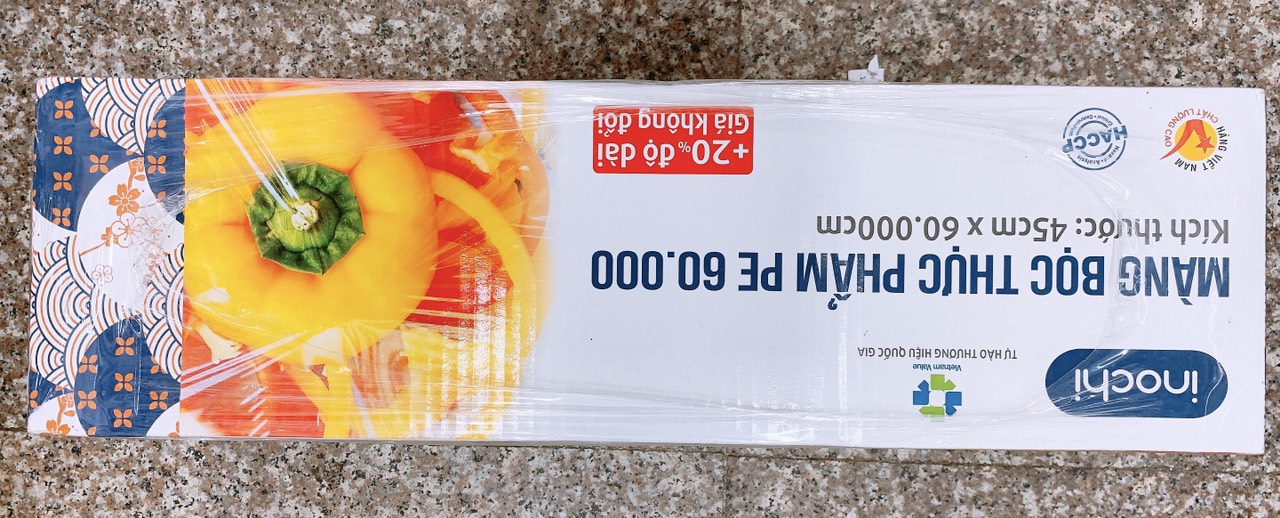 inochi
TỰ HÀO THƯƠNG HIỆU QUỐC GIA
Vietnam Value
MÀNG BỌC THỰC PHẨM PE 60.000
Kích thước: 45cm x 60.000cm
HÀNG VIỆT NAM
CHẤT LƯỢNG CAO
HACCP
+20% độ dài
Giá không đổi